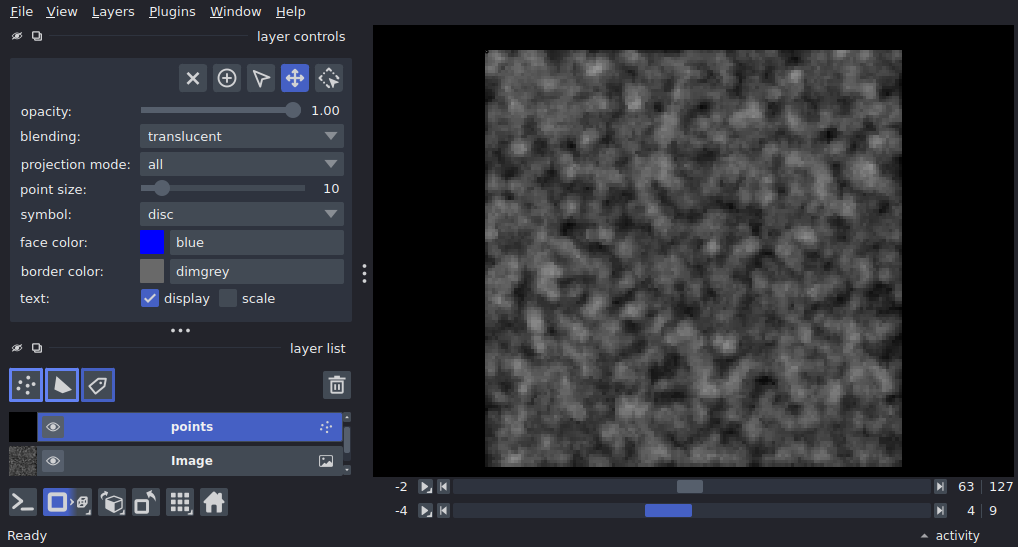 File View Layers Plugins Window Help
layer controls
opacity: 1.00
blending: translucent
projection mode: all
point size: 10
symbol: disc
face color: blue
border color: dimgrey
text: display scale
layer list
points
Image
-2 63 127
-4 4 9
Ready activity